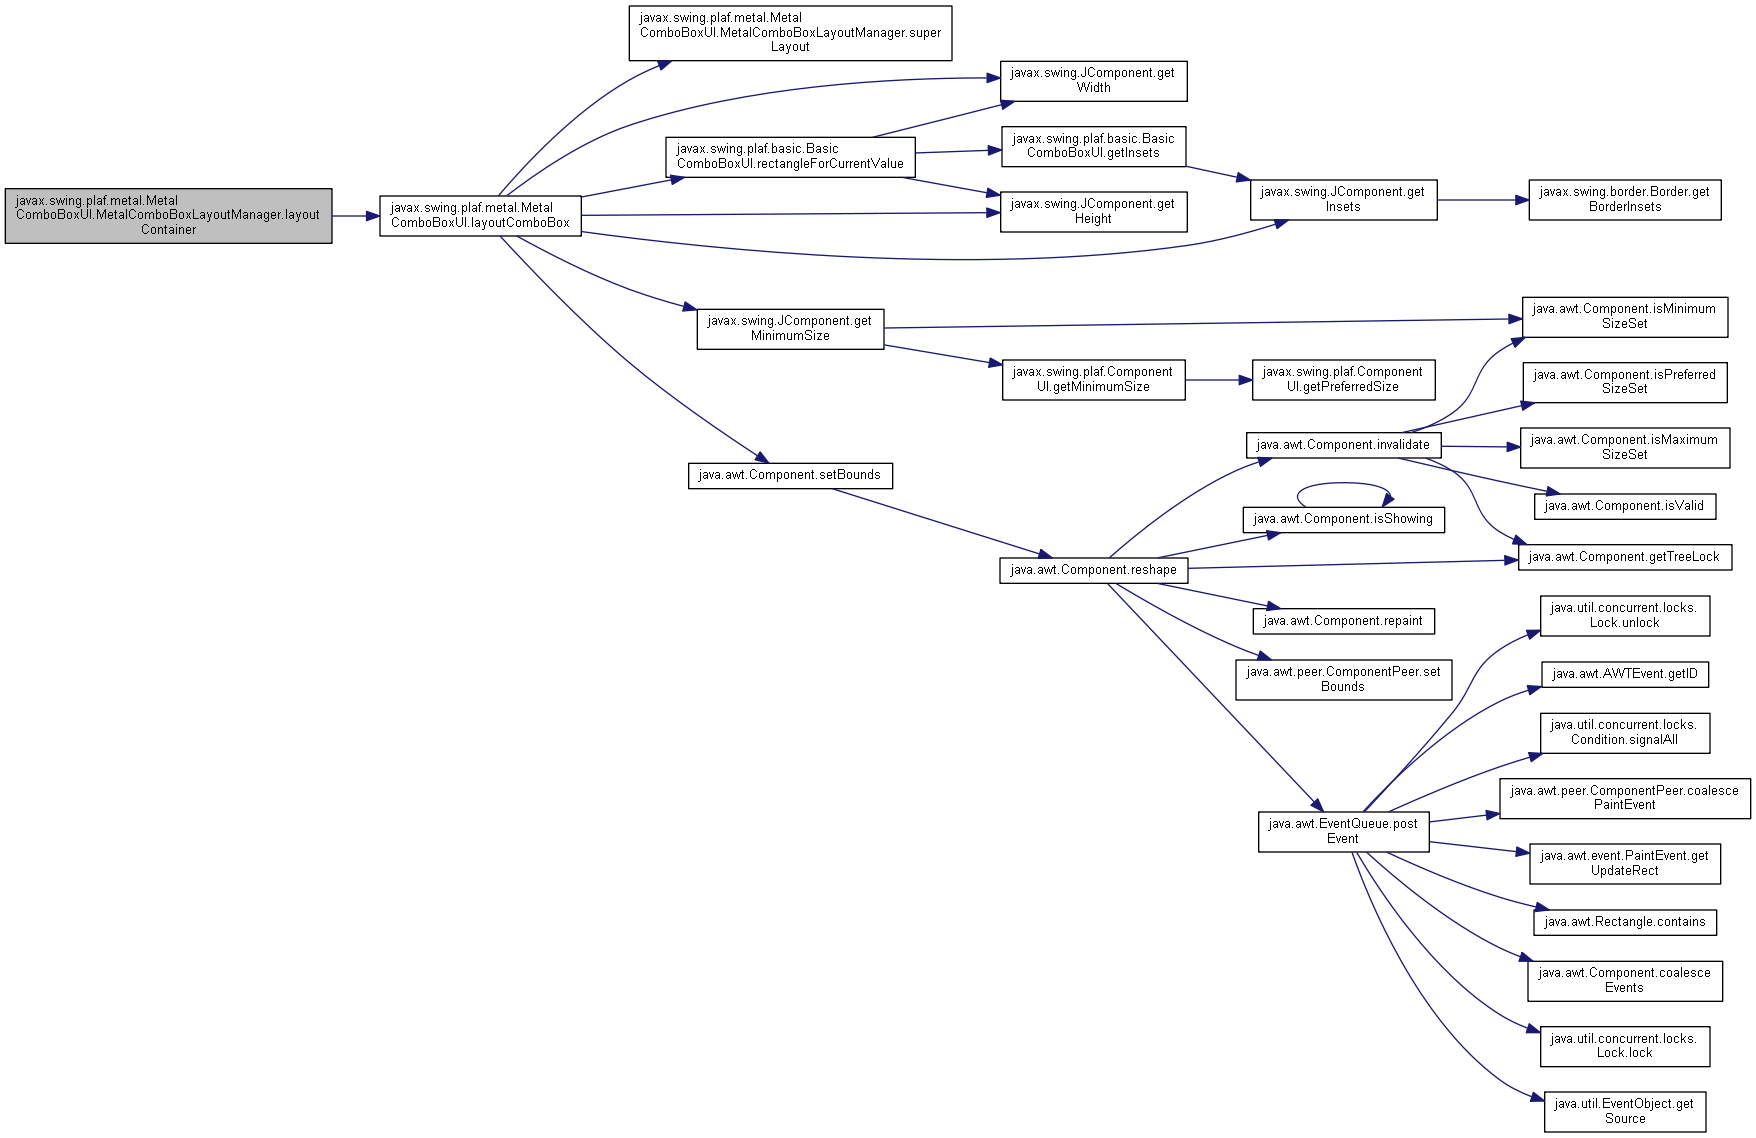 javax.swing.plaf.metal.Metal
ComboBoxUI.MetalComboBoxLayoutManager.layout
Container
javax.swing.plaf.metal.Metal
ComboBoxUI.layoutComboBox
javax.swing.plaf.metal.Metal
ComboBoxUI.MetalComboBoxLayoutManager.super
Layout
javax.swing.JComponent.get
Width
javax.swing.plaf.basic.Basic
ComboBoxUI.rectangleForCurrentValue
javax.swing.plaf.basic.Basic
ComboBoxUI.getInsets
javax.swing.JComponent.get
Height
javax.swing.JComponent.get
Insets
javax.swing.border.Border.get
BorderInsets
javax.swing.JComponent.get
MinimumSize
javax.swing.plaf.Component
UI.getMinimumSize
javax.swing.plaf.Component
UI.getPreferredSize
java.awt.Component.isMinimum
SizeSet
java.awt.Component.isPreferred
SizeSet
java.awt.Component.invalidate
java.awt.Component.isMaximum
SizeSet
java.awt.Component.setBounds
java.awt.Component.isValid
java.awt.Component.isShowing
java.awt.Component.getTreeLock
java.awt.Component.reshape
java.awt.Component.repaint
java.awt.peer.ComponentPeer.set
Bounds
java.util.concurrent.locks.
Lock.unlock
java.awt.AWTEvent.getID
java.util.concurrent.locks.
Condition.signalAll
java.awt.peer.ComponentPeer.coalesce
PaintEvent
java.awt.EventQueue.post
Event
java.awt.event.PaintEvent.get
UpdateRect
java.awt.Rectangle.contains
java.awt.Component.coalesce
Events
java.util.concurrent.locks.
Lock.lock
java.util.EventObject.get
Source